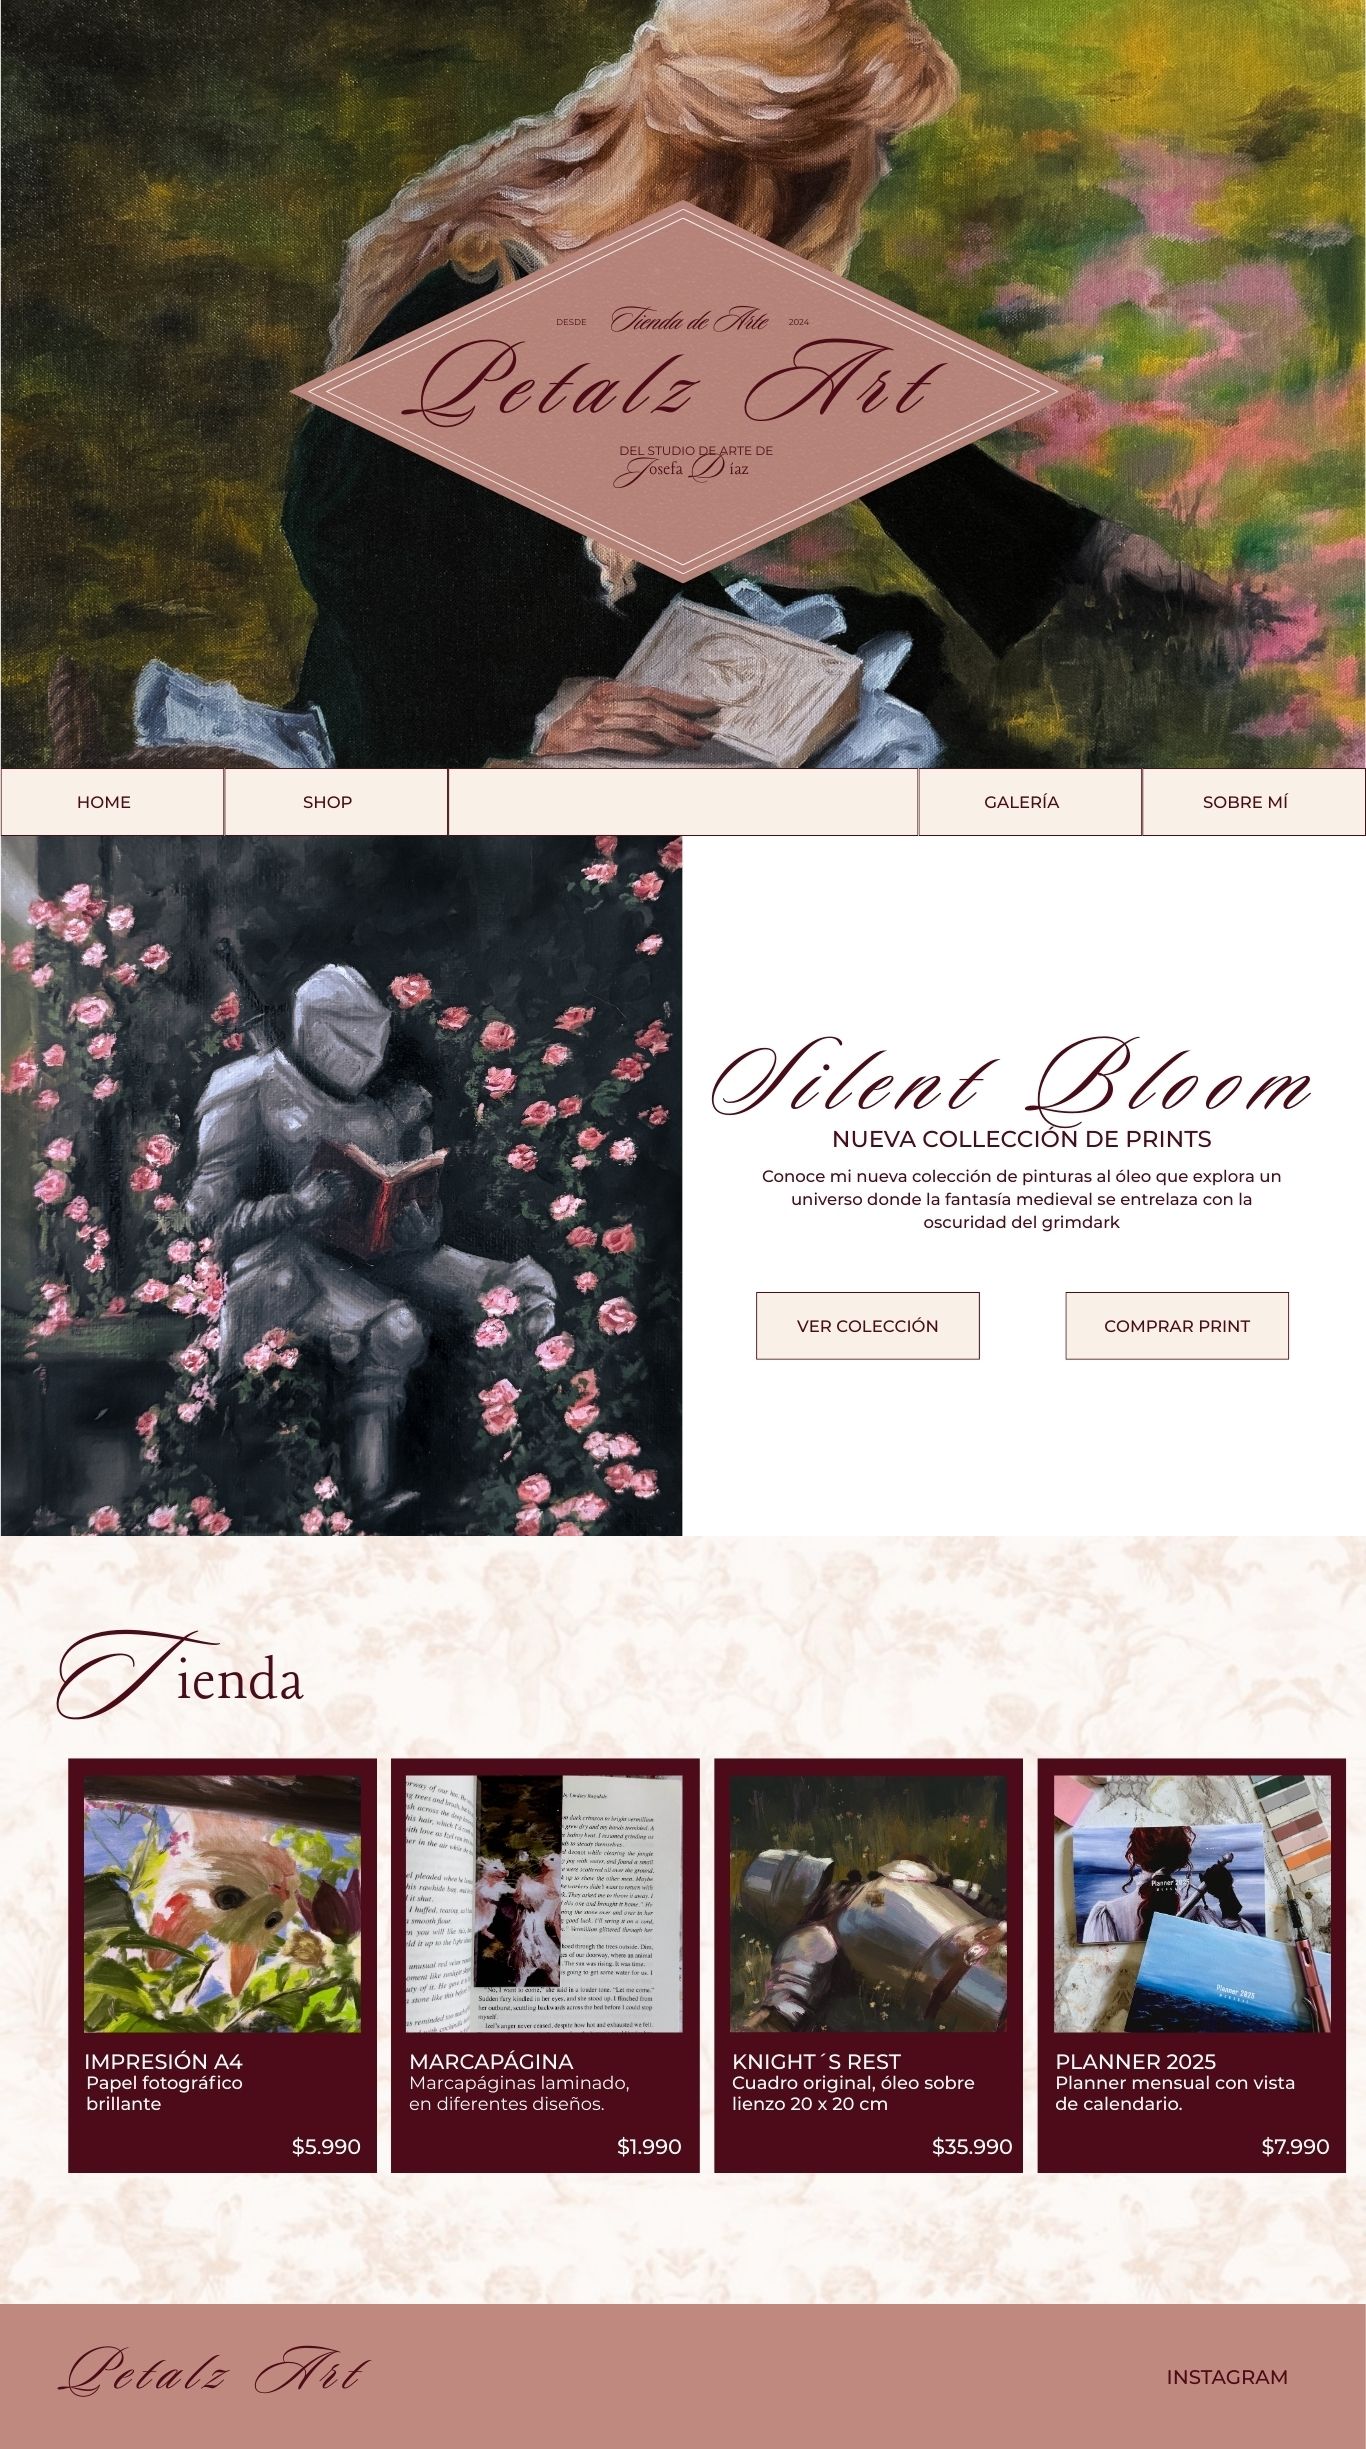 DESDE Tienda de Arte 2024
Petalz Art
DEL STUDIO DE ARTE DE
Josefa Díaz
HOME SHOP GALERÍA SOBRE MÍ
Silent Bloom
NUEVA COLLECCIÓN DE PRINTS
Conoce mi nueva colección de pinturas al óleo que explora un
universo donde la fantasía medieval se entrelaza con la
oscuridad del grimdark
VER COLECCIÓN COMPRAR PRINT
Tienda
Planner 2025
Planner 2025
IMPRESIÓN A4
Papel fotográfico
brillante
$5.990
MARCAPÁGINA
Marcapáginas laminado,
en diferentes diseños.
$1.990
KNIGHT´S REST
Cuadro original, óleo sobre
lienzo 20 x 20 cm
$35.990
PLANNER 2025
Planner mensual con vista
de calendario.
$7.990
Petalz Art
INSTAGRAM